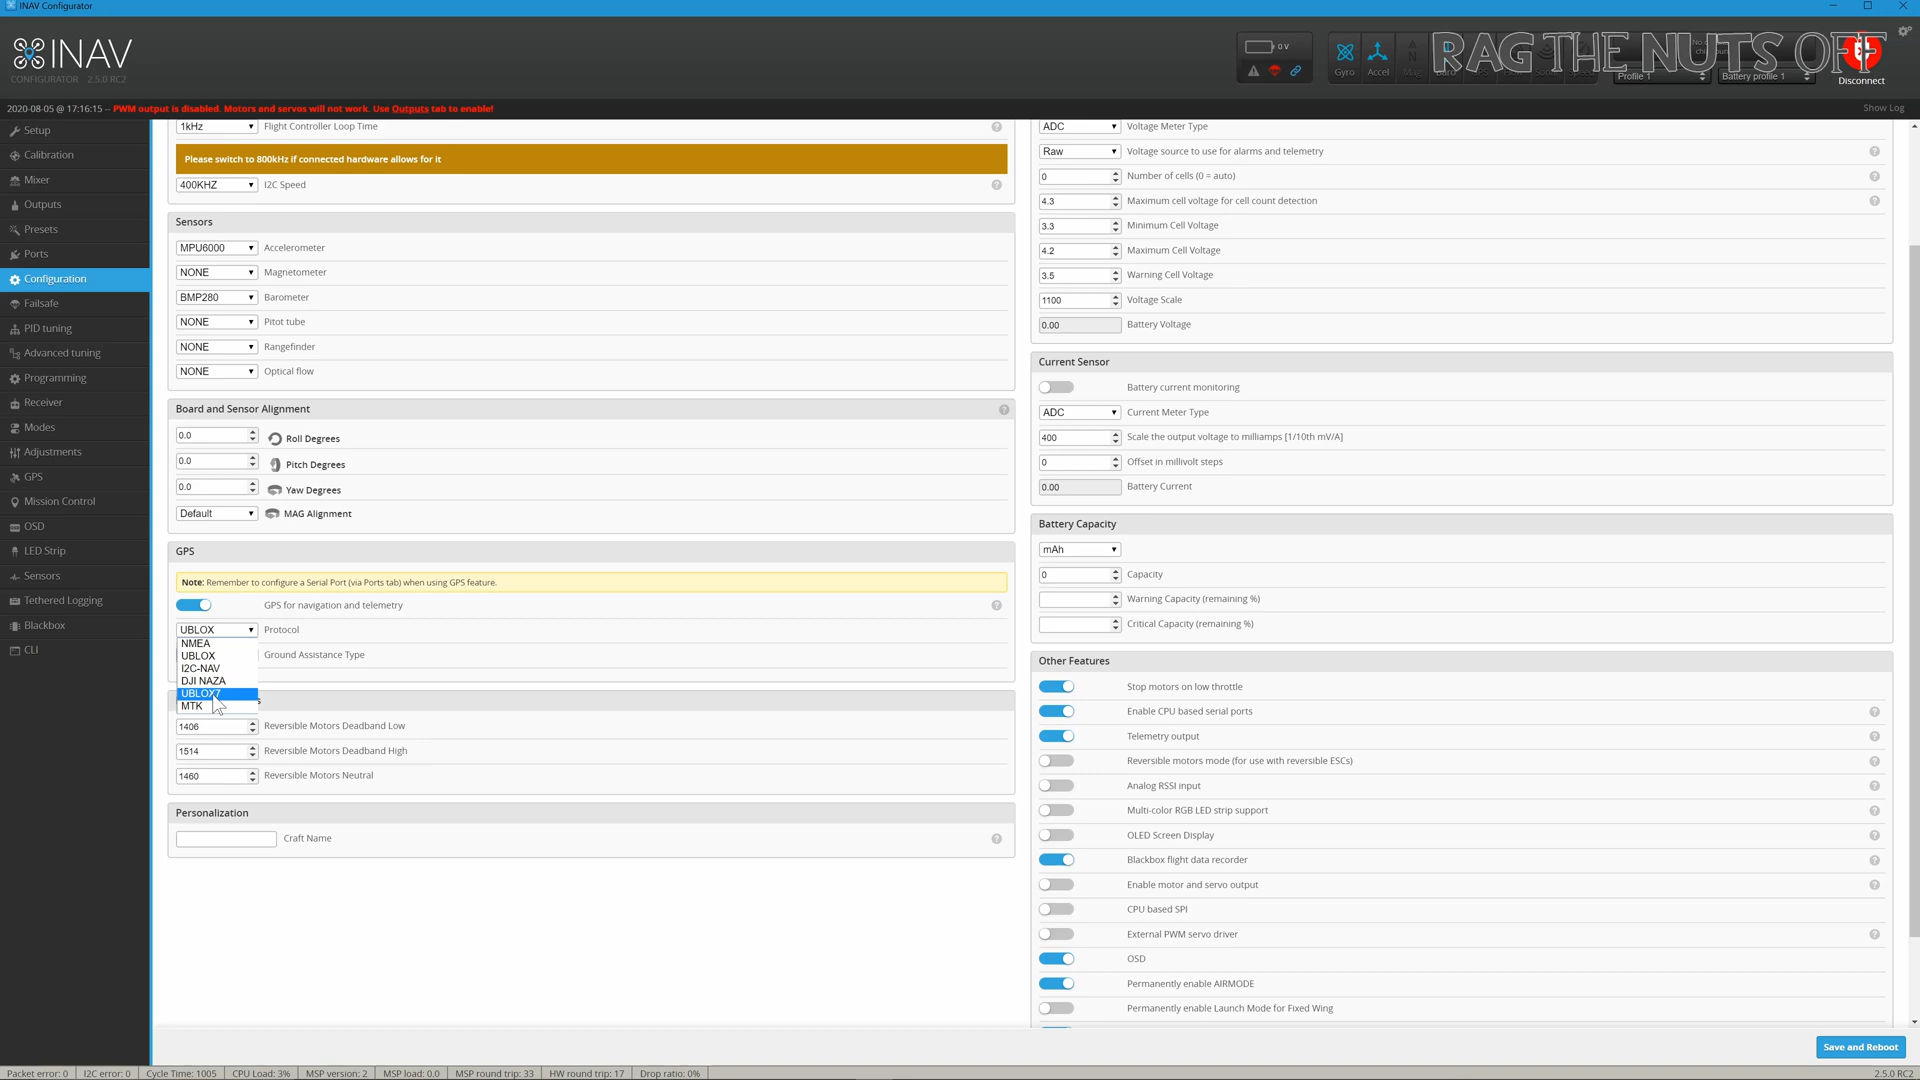 INAV Configurator
INAV
CONFIGURATOR 2.5.0 RC2
0 V
Gyro
Accel
RAG THE NUTS OFF
Profile 1
Battery profile 1
Disconnect
2020-08-05 @ 17:16:15 -- PWM output is disabled. Motors and servos will not work. Use Outputs tab to enable!
Show Log
Setup
Calibration
Mixer
Outputs
Presets
Ports
Configuration
Failsafe
PID tuning
Advanced tuning
Programming
Receiver
Modes
Adjustments
GPS
Mission Control
OSD
LED Strip
Sensors
Tethered Logging
Blackbox
CLI
1kHz Flight Controller Loop Time
Please switch to 800kHz if connected hardware allows for it
400KHZ I2C Speed
Sensors
MPU6000 Accelerometer
NONE Magnetometer
BMP280 Barometer
NONE Pitot tube
NONE Rangefinder
NONE Optical flow
Board and Sensor Alignment
0.0 Roll Degrees
0.0 Pitch Degrees
0.0 Yaw Degrees
Default MAG Alignment
GPS
Note: Remember to configure a Serial Port (via Ports tab) when using GPS feature.
GPS for navigation and telemetry
UBLOX Protocol
NMEA
UBLOX
Ground Assistance Type
I2C-NAV
DJI NAZA
UBLOX7
MTK
1406 Reversible Motors Deadband Low
1514 Reversible Motors Deadband High
1460 Reversible Motors Neutral
Personalization
Craft Name
ADC Voltage Meter Type
Raw Voltage source to use for alarms and telemetry
0 Number of cells (0 = auto)
4.3 Maximum cell voltage for cell count detection
3.3 Minimum Cell Voltage
4.2 Maximum Cell Voltage
3.5 Warning Cell Voltage
1100 Voltage Scale
0.00 Battery Voltage
Current Sensor
Battery current monitoring
ADC Current Meter Type
400 Scale the output voltage to milliamps [1/10th mV/A]
0 Offset in millivolt steps
0.00 Battery Current
Battery Capacity
mAh
0 Capacity
Warning Capacity (remaining %)
Critical Capacity (remaining %)
Other Features
Stop motors on low throttle
Enable CPU based serial ports
Telemetry output
Reversible motors mode (for use with reversible ESCs)
Analog RSSI input
Multi-color RGB LED strip support
OLED Screen Display
Blackbox flight data recorder
Enable motor and servo output
CPU based SPI
External PWM servo driver
OSD
Permanently enable AIRMODE
Permanently enable Launch Mode for Fixed Wing
Save and Reboot
Packet error: 0 I2C error: 0 Cycle Time: 1005 CPU Load: 3% MSP version: 2 MSP load: 0.0 MSP round trip: 33 HW round trip: 17 Drop ratio: 0% 2.5.0 RC2